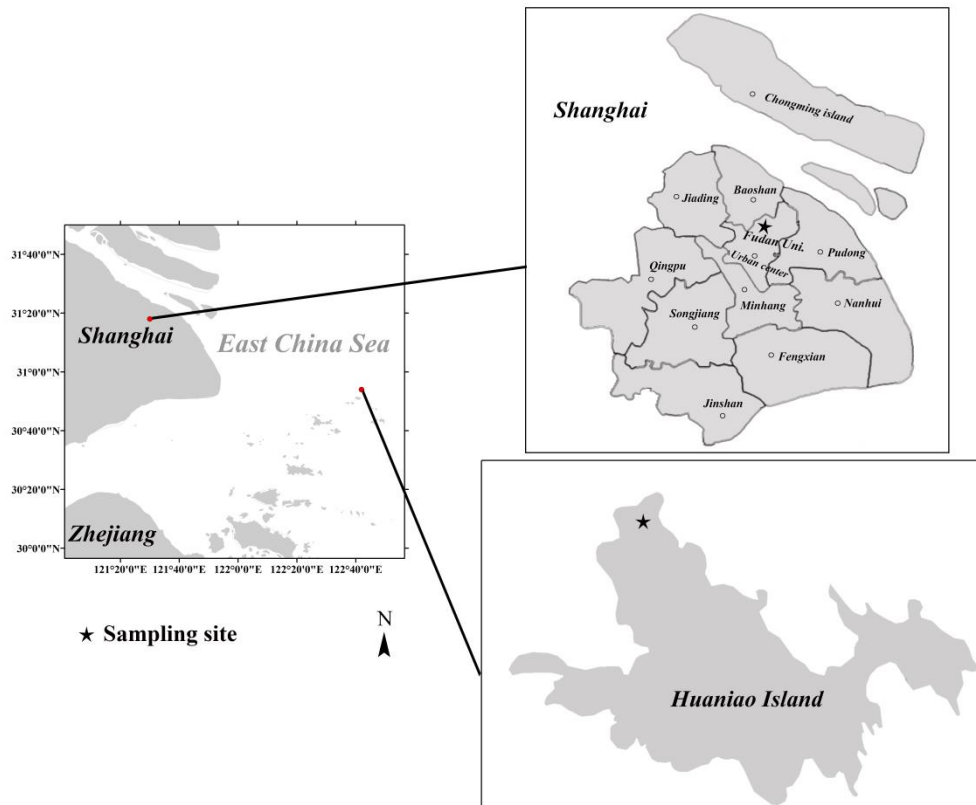 Shanghai
Chongming island
Baoshan
Jiading
Fudan Uni.
Pudong
Urban center
Qingpu
Nanhui
Minhang
Songjiang
Fengxian
Jinshan
31°40'0"N
31°20'0"N
31°0'0"N
30°40'0"N
30°20'0"N
30°0'0"N
Shanghai
East China Sea
Zhejiang
121°20'0"E 121°40'0"E 122°0'0"E 122°20'0"E 122°40'0"E
N
★ Sampling site
Huaniao Island